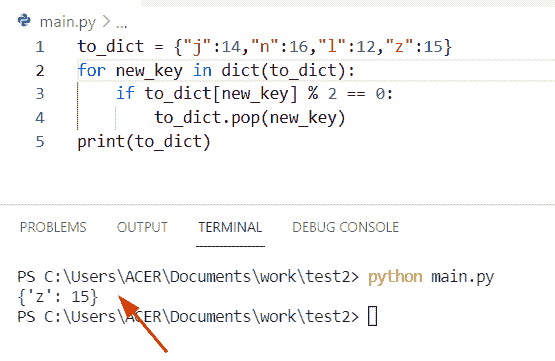 main.py > ...
1 to_dict = {"j":14,"n":16,"l":12,"z":15}
2 for new_key in dict(to_dict):
3     if to_dict[new_key] % 2 == 0:
4         to_dict.pop(new_key)
5 print(to_dict)
PROBLEMS OUTPUT TERMINAL DEBUG CONSOLE
PS C:\Users\ACER\Documents\work\test2> python main.py
{'z': 15}
PS C:\Users\ACER\Documents\work\test2>